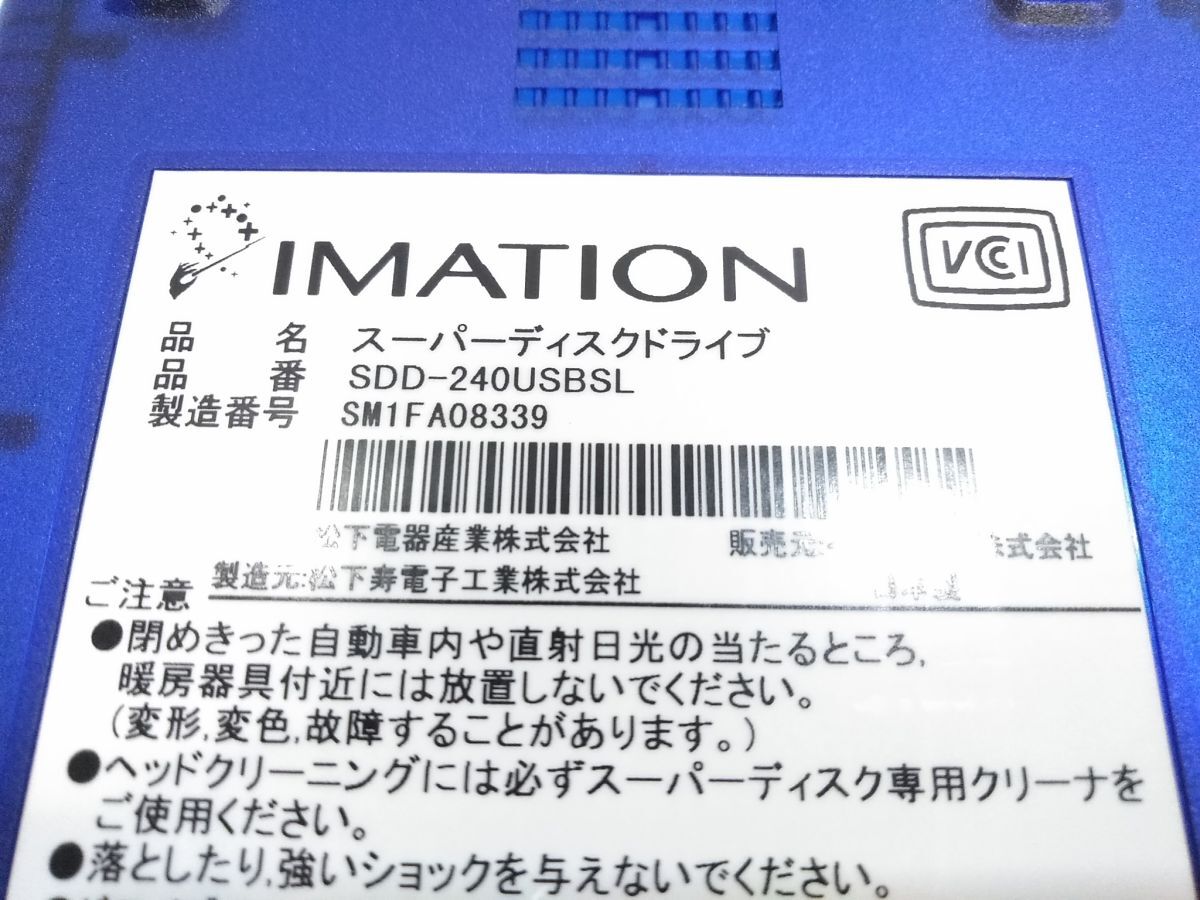 IMATION
VCCI
品名 スーパーディスクドライブ
品番 SDD-240USBSL
製造番号 SM1FA08339
松下電器産業株式会社 販売元: 株式会社
製造元:松下寿電子工業株式会社
ご注意
●閉めきった自動車内や直射日光の当たるところ,
暖房器具付近には放置しないでください。
(変形,変色,故障することがあります。)
●ヘッドクリーニングには必ずスーパーディスク専用クリーナを
ご使用ください。
●落としたり,強いショックを与えないでください。